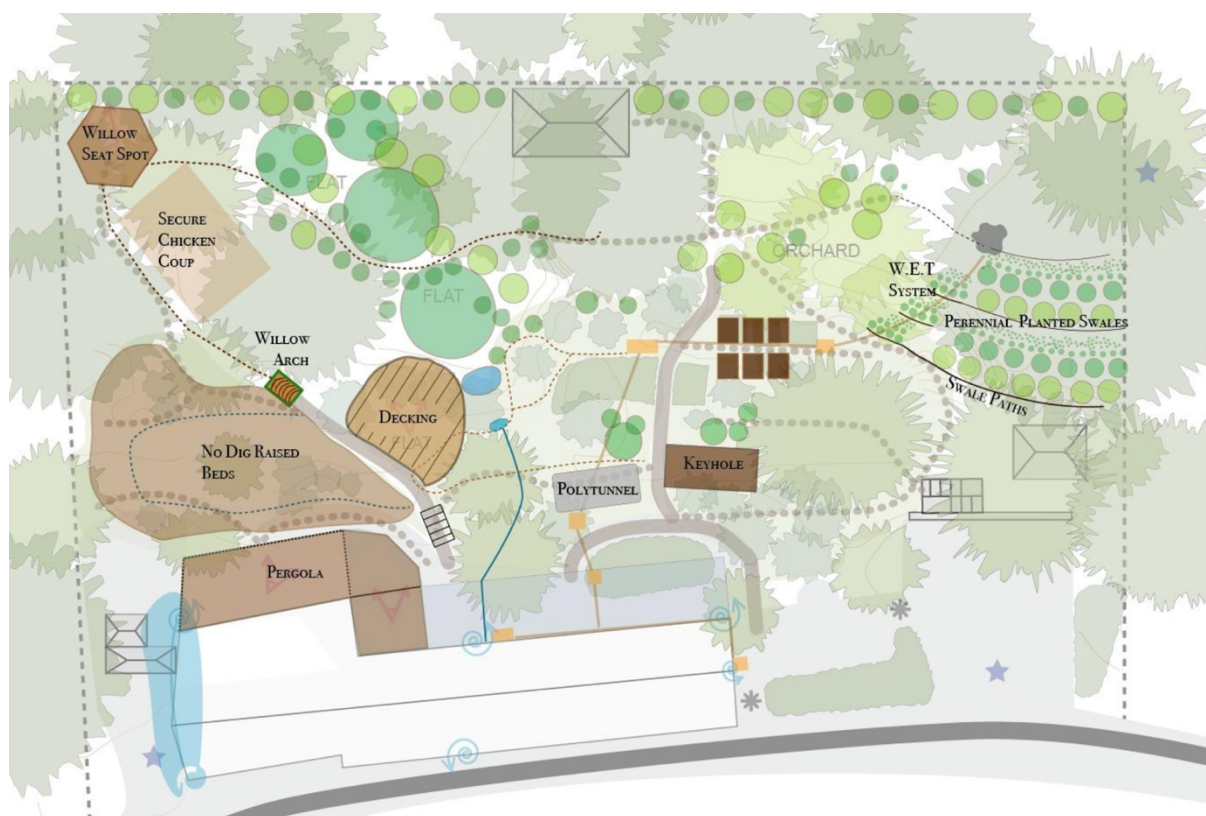 Willow
Seat Spot
FLAT
Secure
Chicken
Coup
ORCHARD
W.E.T
System
FLAT
Perennial Planted Swales
Willow
Arch
Swale Paths
Decking
FLAT
No Dig Raised
Beds
Keyhole
Polytunnel
Pergola